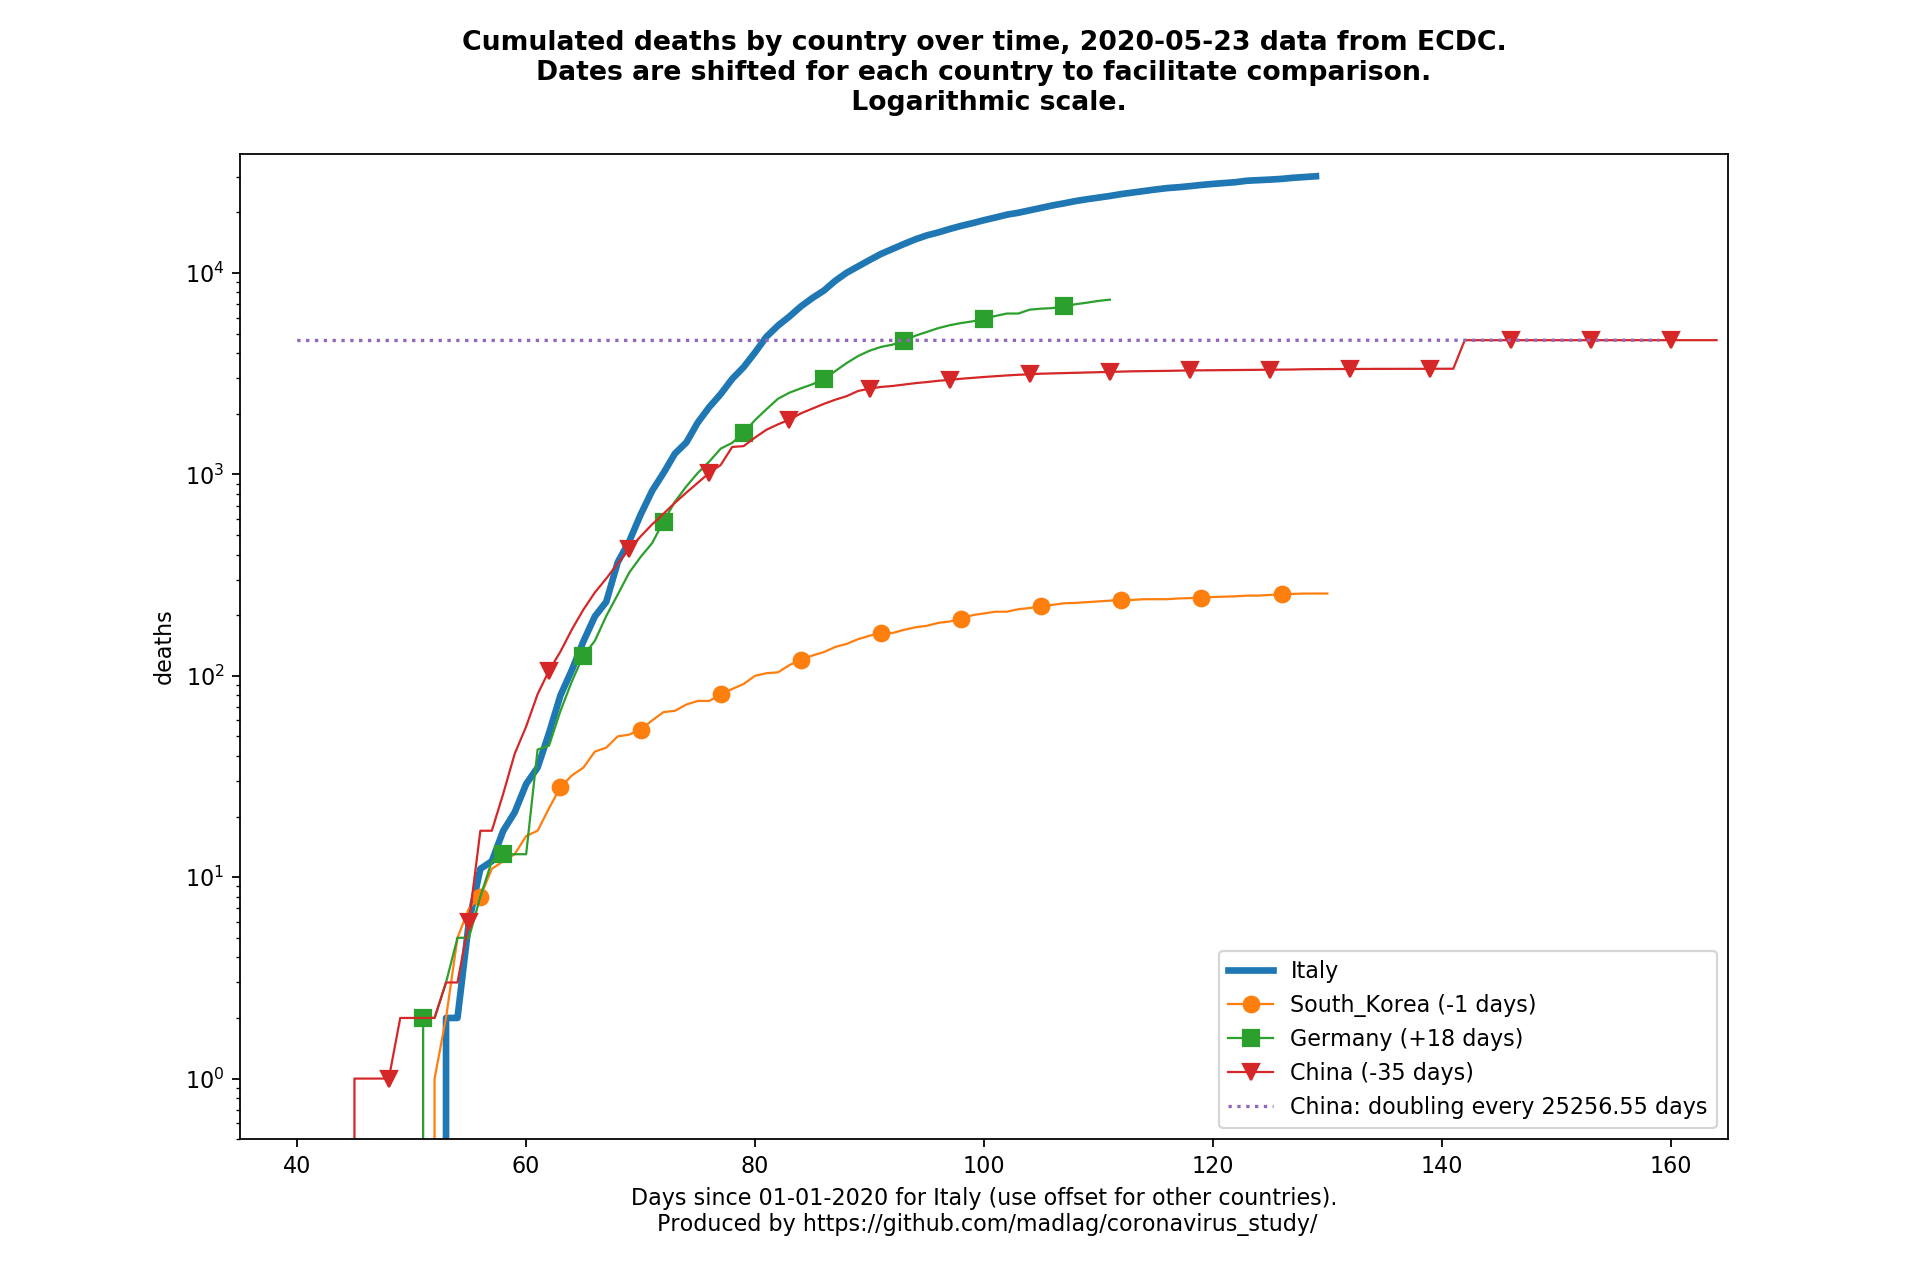 Cumulated deaths by country over time, 2020-05-23 data from ECDC.
Dates are shifted for each country to facilitate comparison.
Logarithmic scale.
deaths
10⁴
10³
10²
10¹
10⁰
40 60 80 100 120 140 160
Italy
South_Korea (-1 days)
Germany (+18 days)
China (-35 days)
China: doubling every 25256.55 days
Days since 01-01-2020 for Italy (use offset for other countries).
Produced by https://github.com/madlag/coronavirus_study/